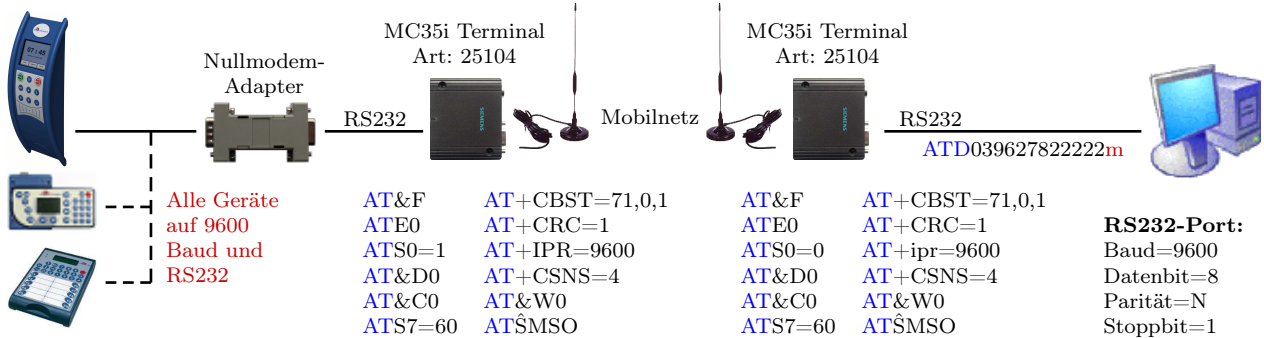 MC35i Terminal
Art: 25104
MC35i Terminal
Art: 25104
07:45
Nullmodem-
Adapter
RS232
SIEMENS
Mobilnetz
SIEMENS
RS232
ATD039627822222m
Alle Geräte
auf 9600
Baud und
RS232
AT&F AT+CBST=71,0,1
ATE0 AT+CRC=1
ATS0=1 AT+IPR=9600
AT&D0 AT+CSNS=4
AT&C0 AT&W0
ATS7=60 ATŜMSO
AT&F AT+CBST=71,0,1
ATE0 AT+CRC=1
ATS0=0 AT+ipr=9600
AT&D0 AT+CSNS=4
AT&C0 AT&W0
ATS7=60 ATŜMSO
RS232-Port:
Baud=9600
Datenbit=8
Parität=N
Stoppbit=1